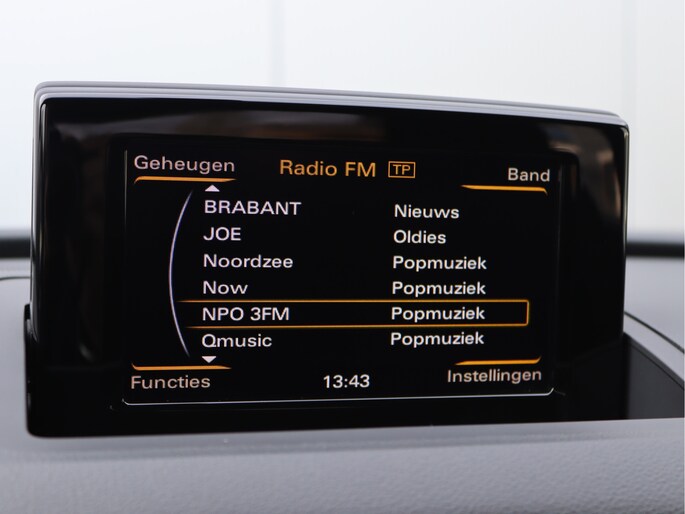 Geheugen Radio FM TP Band
BRABANT Nieuws
JOE Oldies
Noordzee Popmuziek
Now Popmuziek
NPO 3FM Popmuziek
Qmusic Popmuziek
Functies 13:43 Instellingen